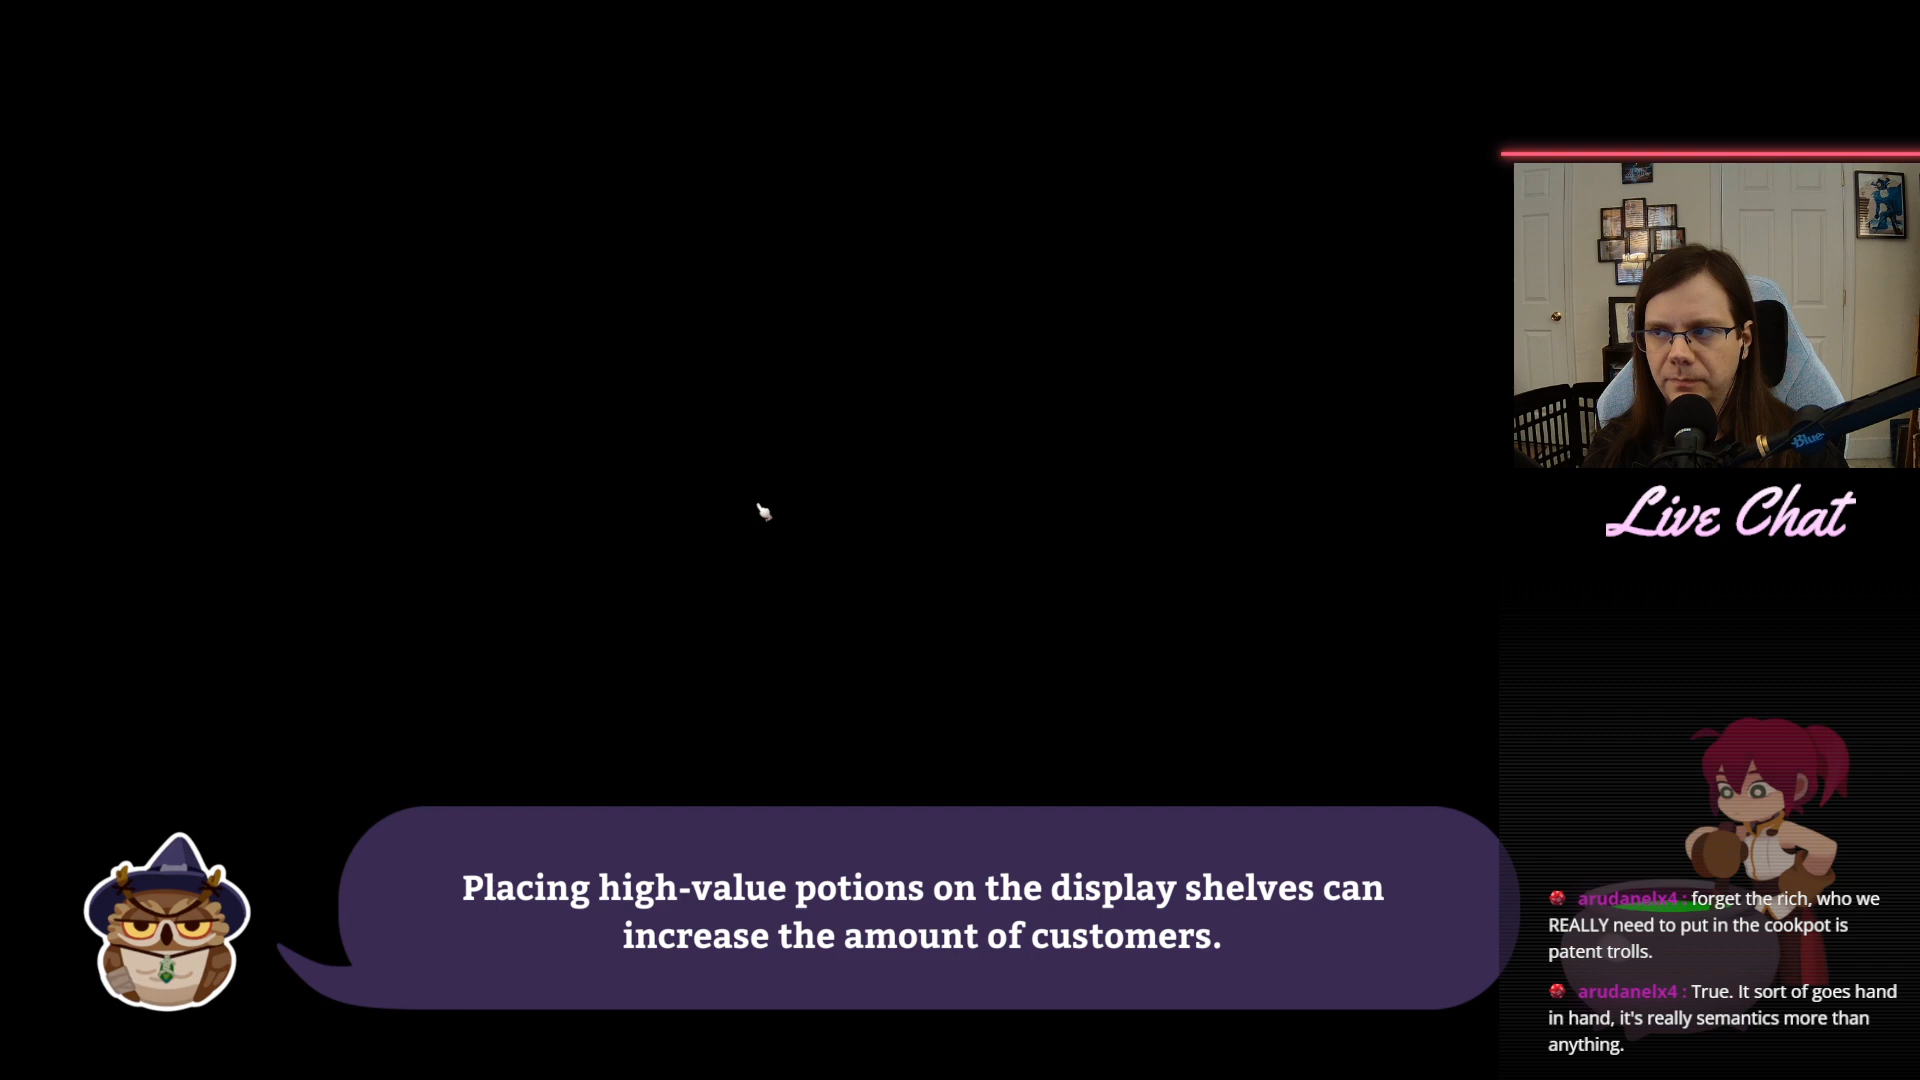 Blue
Live Chat
Placing high-value potions on the display shelves can
increase the amount of customers.
arudanelx4 : forget the rich, who we
REALLY need to put in the cookpot is
patent trolls.
arudanelx4 : True. It sort of goes hand
in hand, it's really semantics more than
anything.